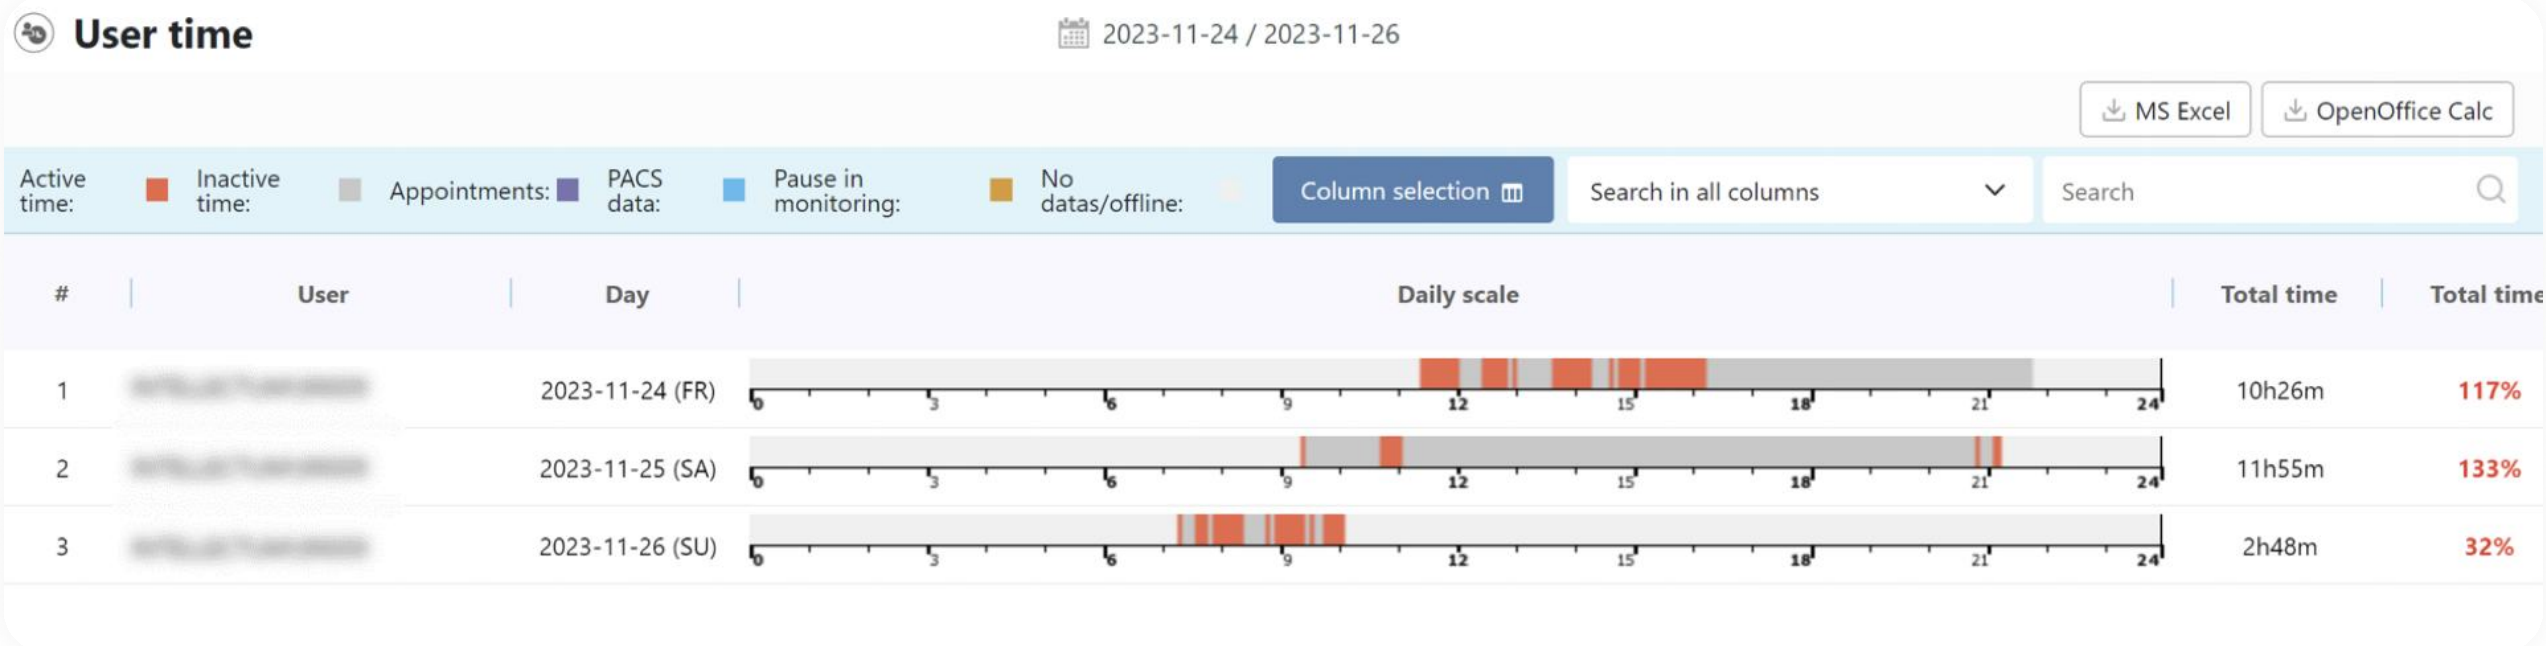 User time
2023-11-24 / 2023-11-26
MS Excel
OpenOffice Calc
Active time:
Inactive time:
Appointments:
PACS data:
Pause in monitoring:
No datas/offline:
Column selection
Search in all columns
Search
# User Day Daily scale Total time Total time
1 2023-11-24 (FR) 0 3 6 9 12 15 18 21 24 10h26m 117%
2 2023-11-25 (SA) 0 3 6 9 12 15 18 21 24 11h55m 133%
3 2023-11-26 (SU) 0 3 6 9 12 15 18 21 24 2h48m 32%